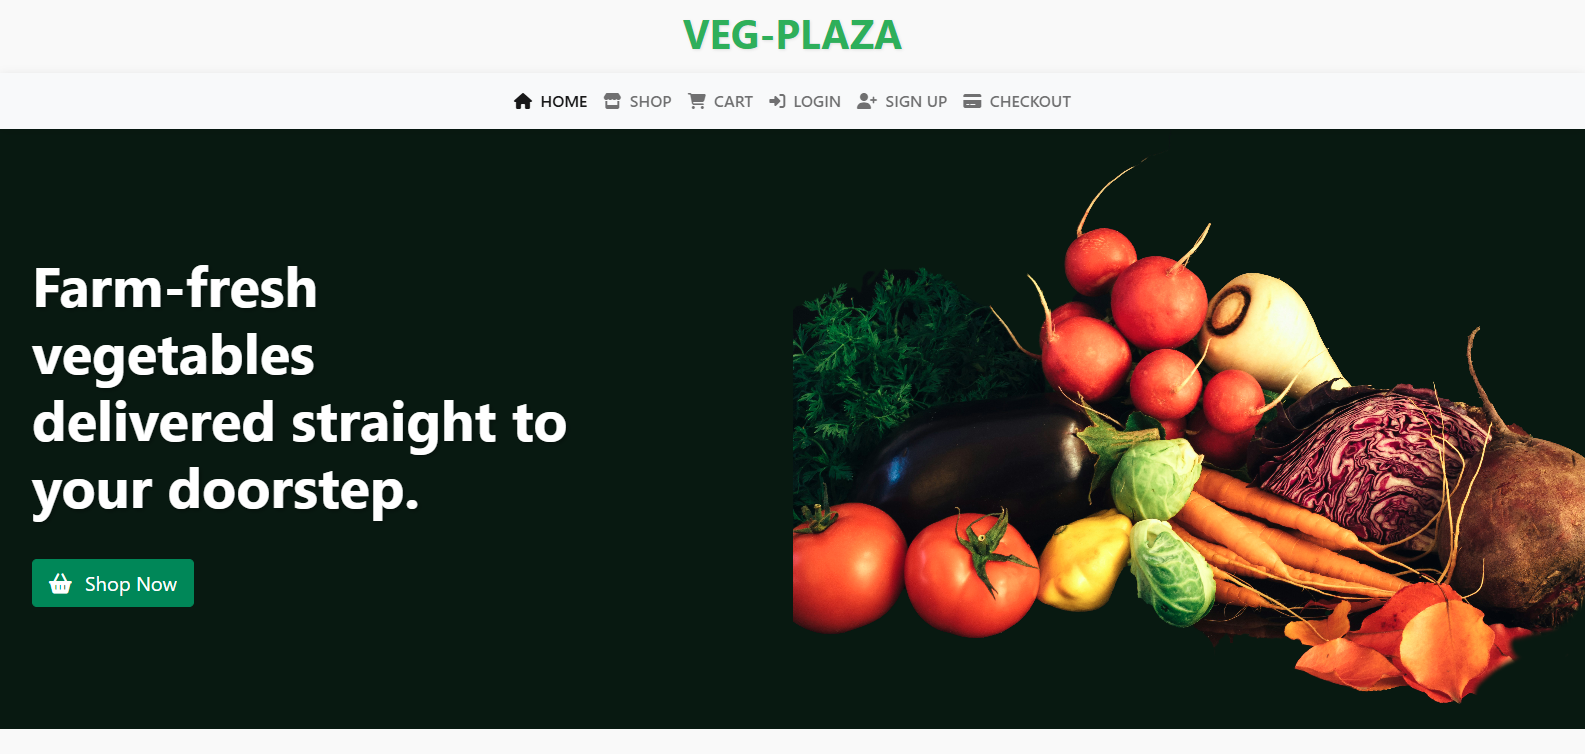 VEG-PLAZA
HOME SHOP CART LOGIN SIGN UP CHECKOUT
Farm-fresh
vegetables
delivered straight to
your doorstep.
Shop Now